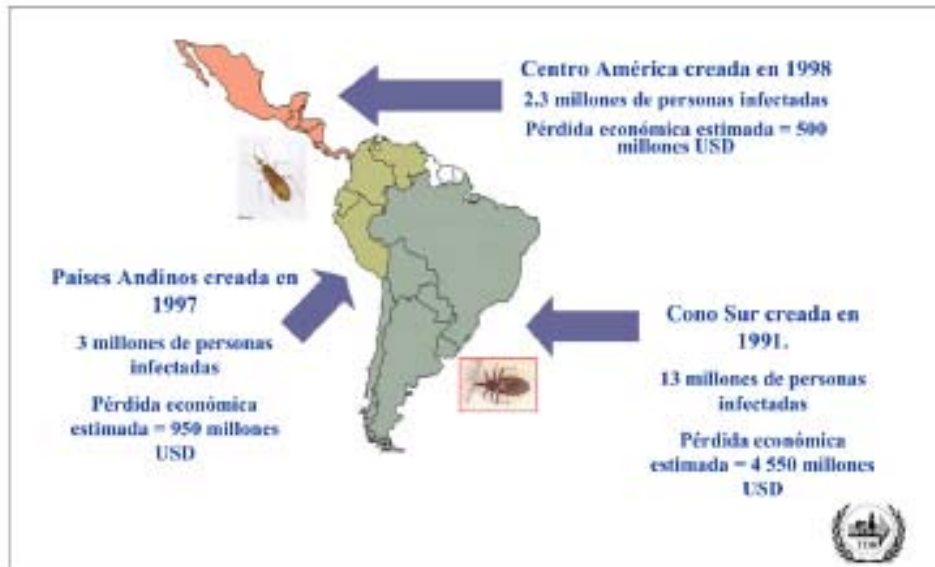 Centro América creada en 1998
2.3 millones de personas infectadas
Pérdida económica estimada = 500
millones USD
Países Andinos creada en
1997
3 millones de personas
infectadas
Pérdida económica
estimada = 950 millones
USD
Cono Sur creada en
1991.
13 millones de personas
infectadas
Pérdida económica
estimada = 4 550 millones
USD